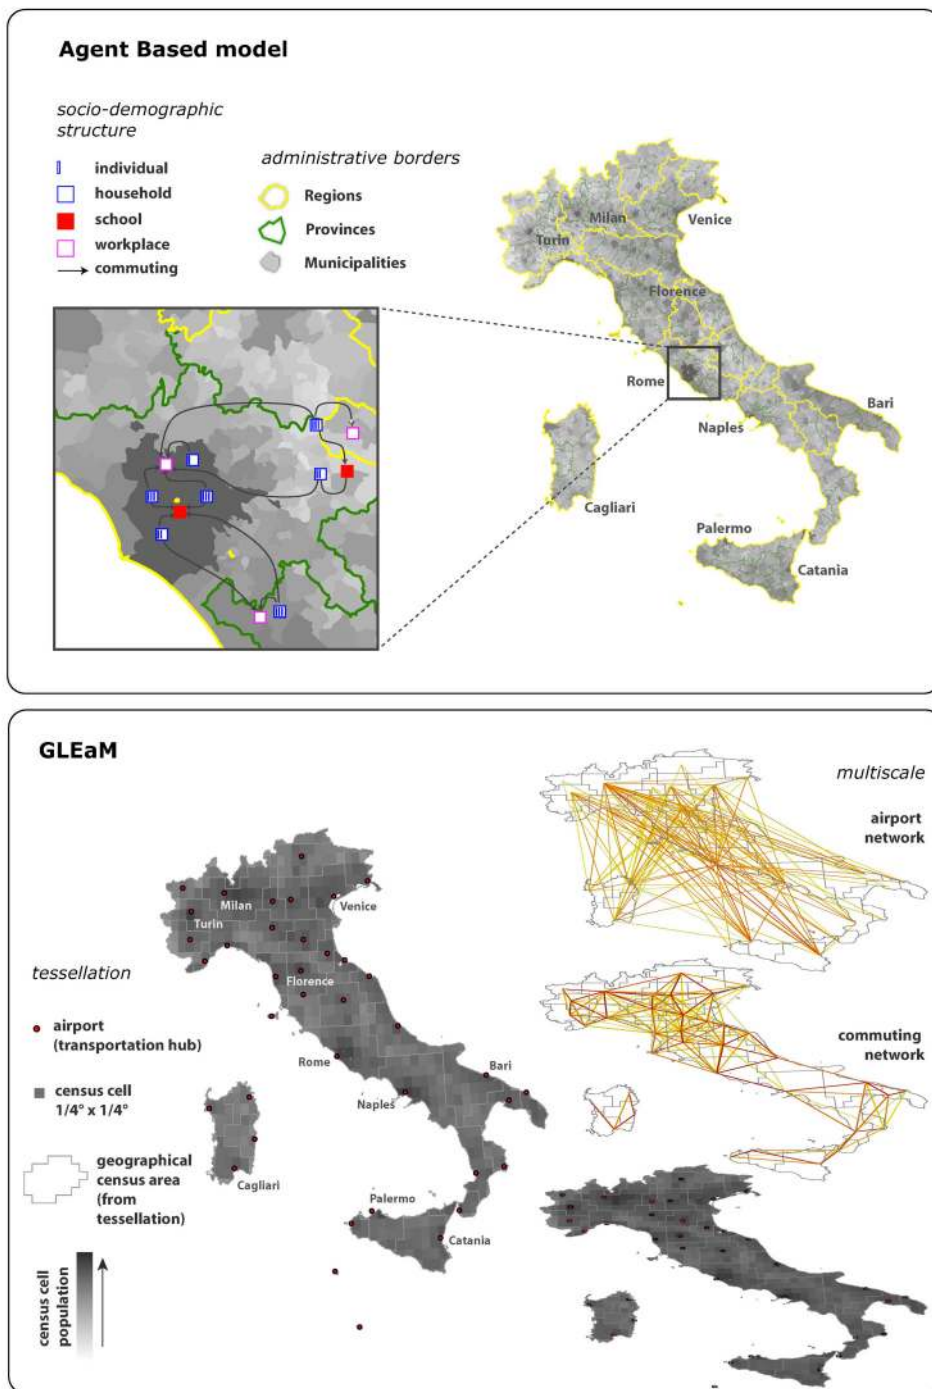 Agent Based model
socio-demographic
structure
individual
household
school
workplace
commuting
administrative borders
Regions
Provinces
Municipalities
Milan
Venice
Turin
Florence
Rome
Naples
Bari
Cagliari
Palermo
Catania
GLEaM
multiscale
airport
network
Milan
Venice
Turin
Florence
tessellation
airport
(transportation hub)
commuting
network
Rome
Bari
census cell
1/4° x 1/4°
Naples
geographical
census area
(from
tessellation)
Cagliari
Palermo
Catania
census cell
population